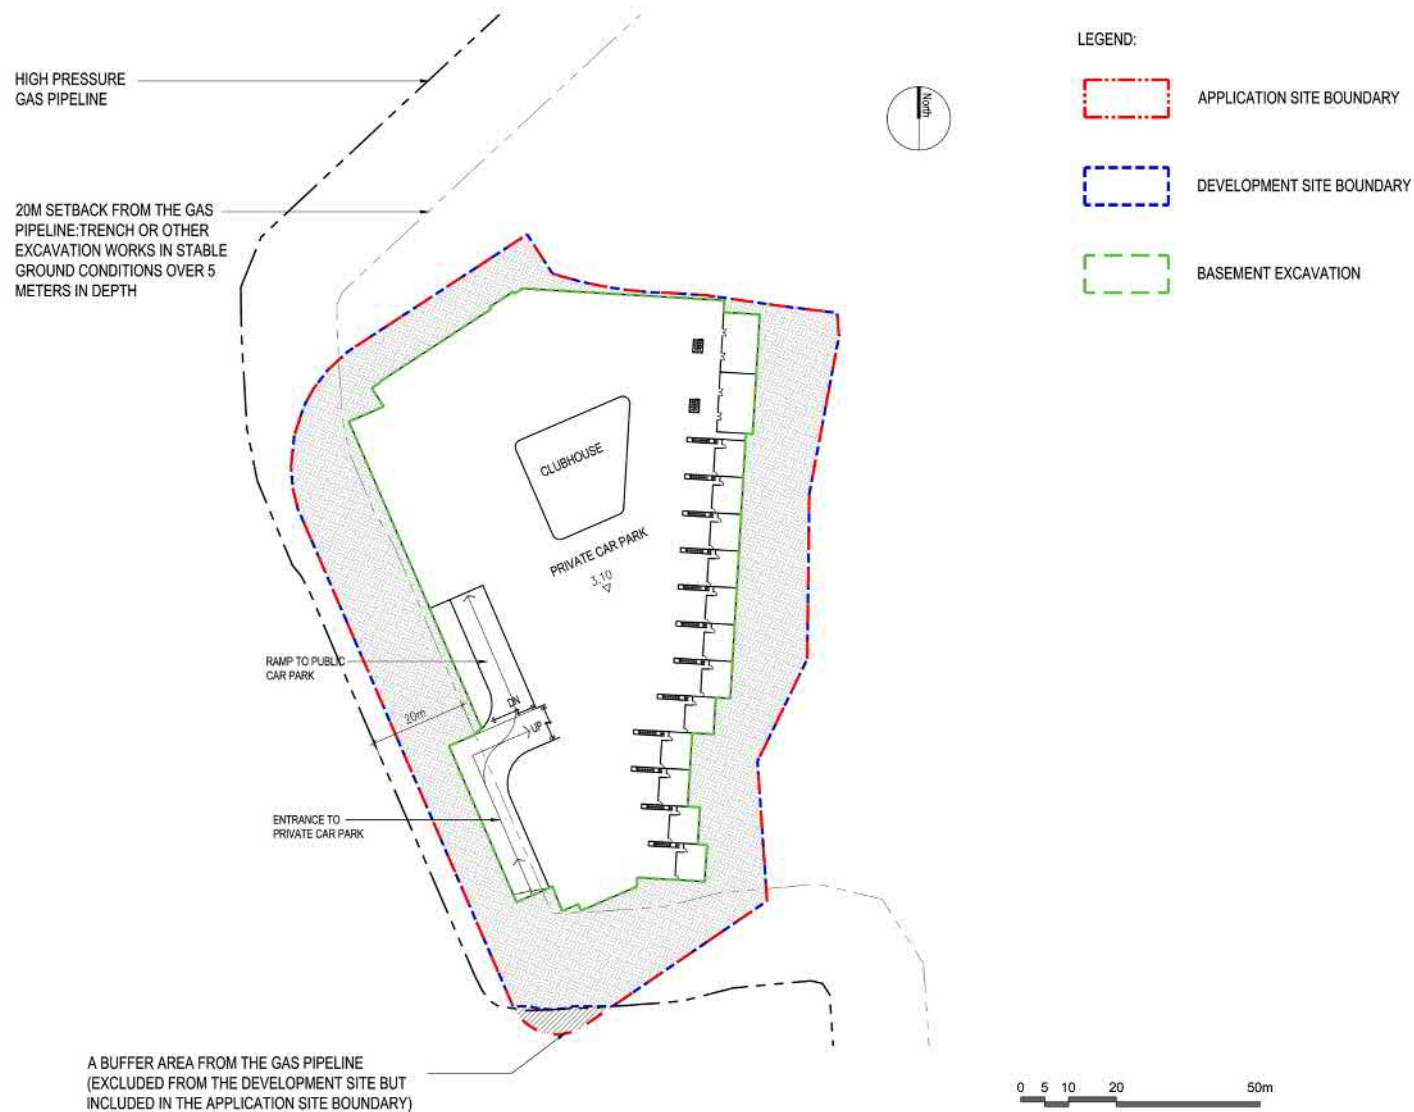 HIGH PRESSURE
GAS PIPELINE
20M SETBACK FROM THE GAS
PIPELINE:TRENCH OR OTHER
EXCAVATION WORKS IN STABLE
GROUND CONDITIONS OVER 5
METERS IN DEPTH
North
LEGEND:
APPLICATION SITE BOUNDARY
DEVELOPMENT SITE BOUNDARY
BASEMENT EXCAVATION
CLUBHOUSE
PRIVATE CAR PARK
3.10
RAMP TO PUBLIC
CAR PARK
DN
UP
20m
ENTRANCE TO
PRIVATE CAR PARK
A BUFFER AREA FROM THE GAS PIPELINE
(EXCLUDED FROM THE DEVELOPMENT SITE BUT
INCLUDED IN THE APPLICATION SITE BOUNDARY)
0 5 10 20 50m